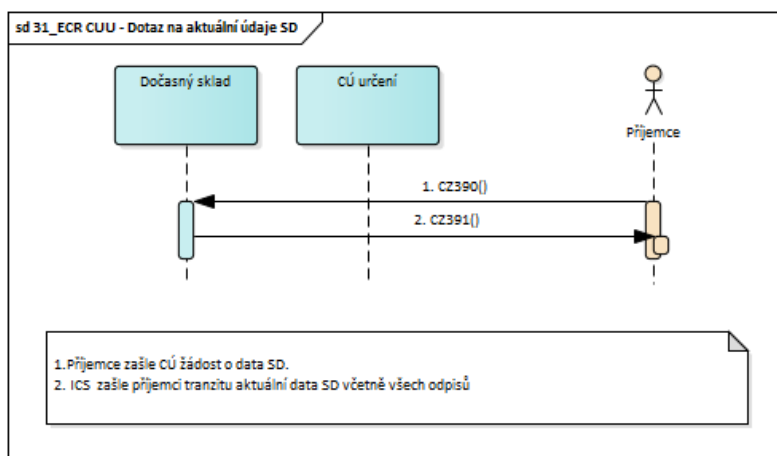 sd 31_ECR CUU - Dotaz na aktuální údaje SD
Dočasný sklad
CÚ určení
Příjemce
1. CZ390()
2. CZ391()
1.Příjemce zašle CÚ žádost o data SD.
2. ICS zašle příjemci tranzitu aktuální data SD včetně všech odpisů